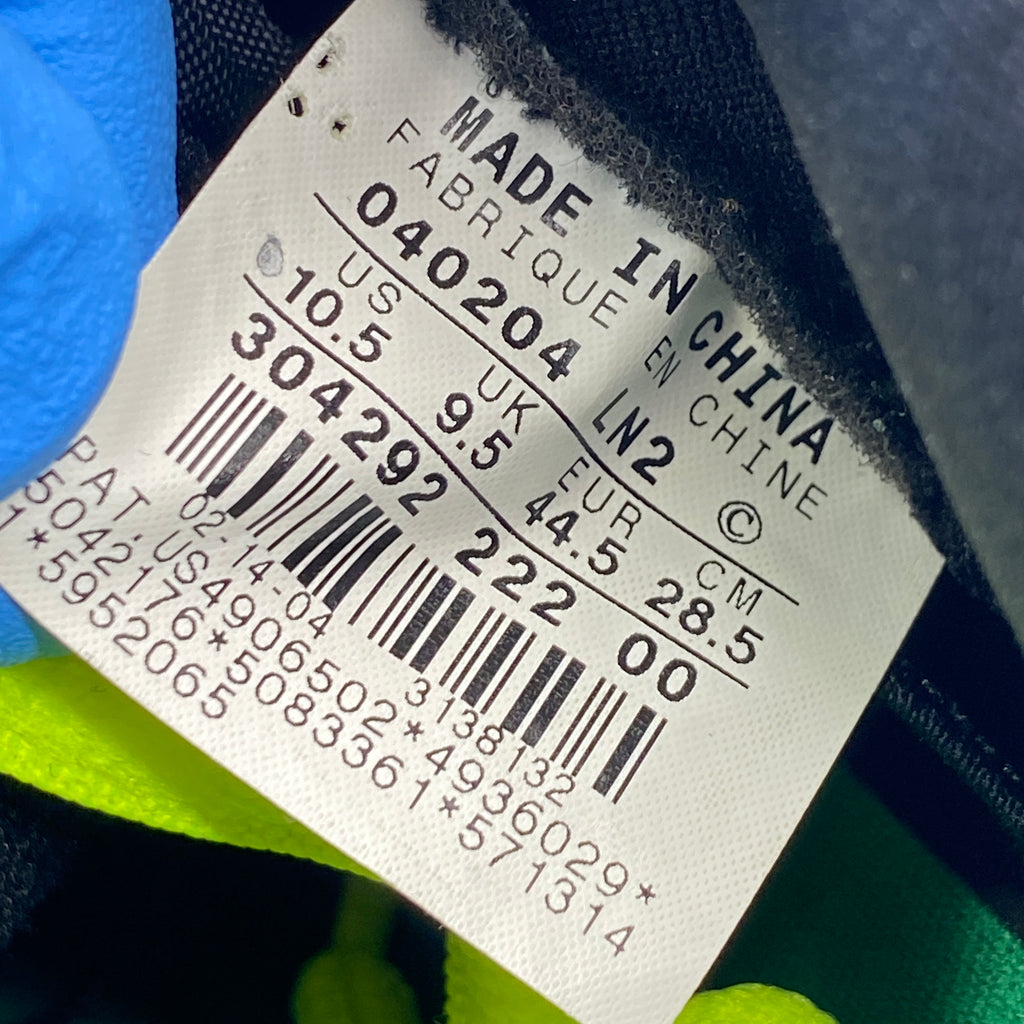 MADE IN CHINA
FABRIQUE EN CHINE
040204 LN2 ©
US UK EUR CM
10.5 9.5 44.5 28.5
304292 222 00
02-14-04 3138132
PAT.US4906502*4936029*
5042176*5083361*571314
1*5952065